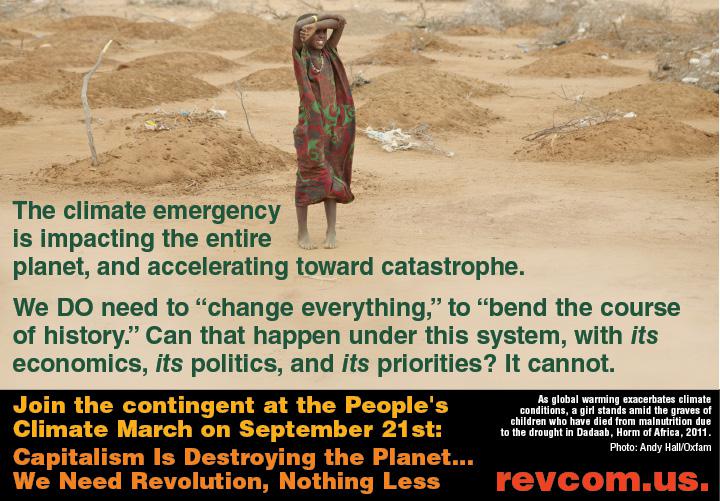 The climate emergency
is impacting the entire
planet, and accelerating toward catastrophe.
We DO need to “change everything,” to “bend the course
of history.” Can that happen under this system, with its
economics, its politics, and its priorities? It cannot.
Join the contingent at the People's
Climate March on September 21st:
Capitalism Is Destroying the Planet...
We Need Revolution, Nothing Less
As global warming exacerbates climate
conditions, a girl stands amid the graves of
children who have died from malnutrition due
to the drought in Dadaab, Horm of Africa, 2011.
Photo: Andy Hall/Oxfam
revcom.us.